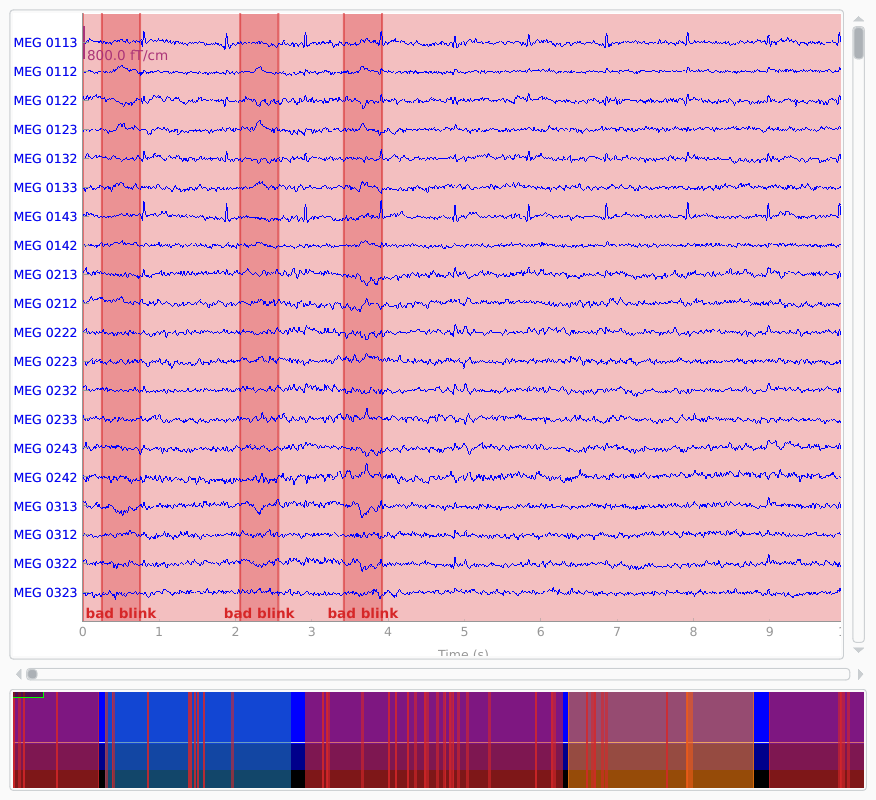 MEG 0113
800.0 fT/cm
MEG 0112
MEG 0122
MEG 0123
MEG 0132
MEG 0133
MEG 0143
MEG 0142
MEG 0213
MEG 0212
MEG 0222
MEG 0223
MEG 0232
MEG 0233
MEG 0243
MEG 0242
MEG 0313
MEG 0312
MEG 0322
MEG 0323
bad blink bad blink bad blink
0 1 2 3 4 5 6 7 8 9
Time (s)